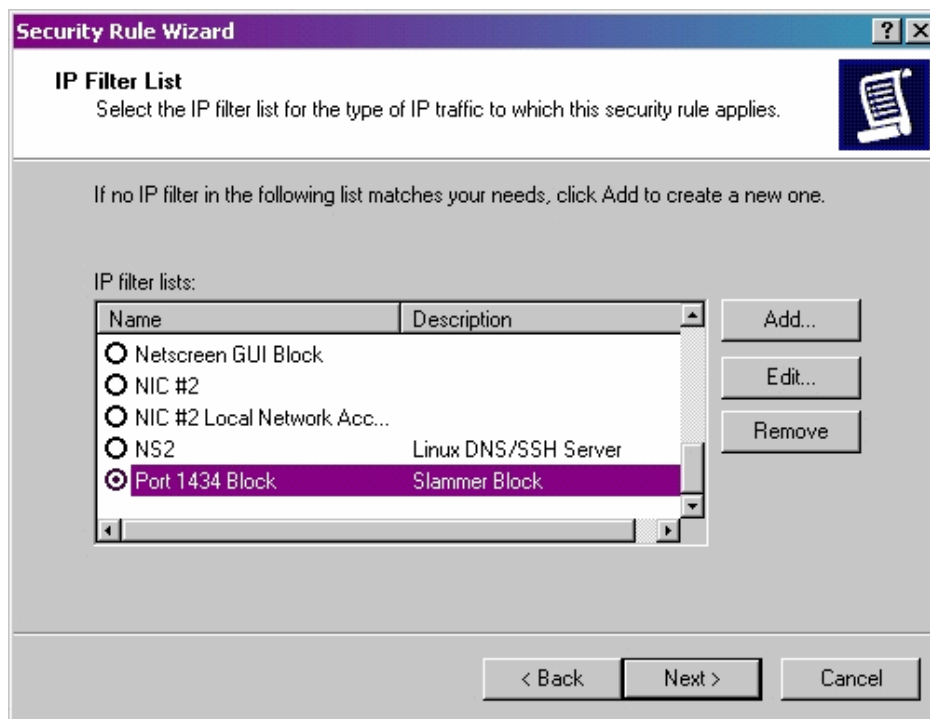 Security Rule Wizard
IP Filter List
Select the IP filter list for the type of IP traffic to which this security rule applies.
If no IP filter in the following list matches your needs, click Add to create a new one.
IP filter lists:
Name Description
Netscreen GUI Block
NIC #2
NIC #2 Local Network Acc...
NS2 Linux DNS/SSH Server
Port 1434 Block Slammer Block
Add...
Edit...
Remove
< Back Next > Cancel